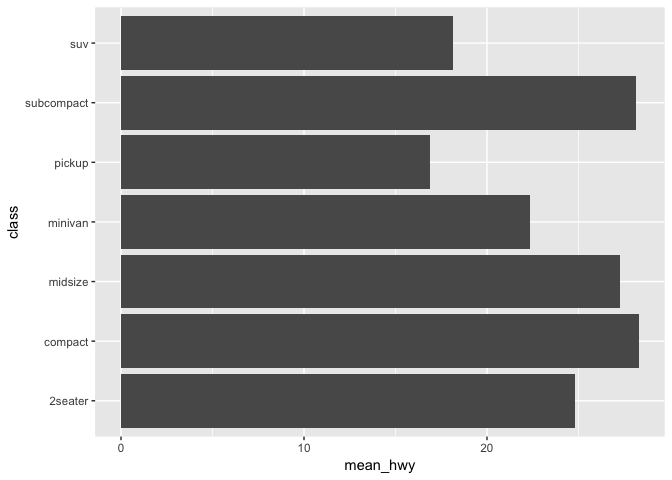 suv
subcompact
pickup
minivan
midsize
compact
2seater
class
0 10 20
mean_hwy